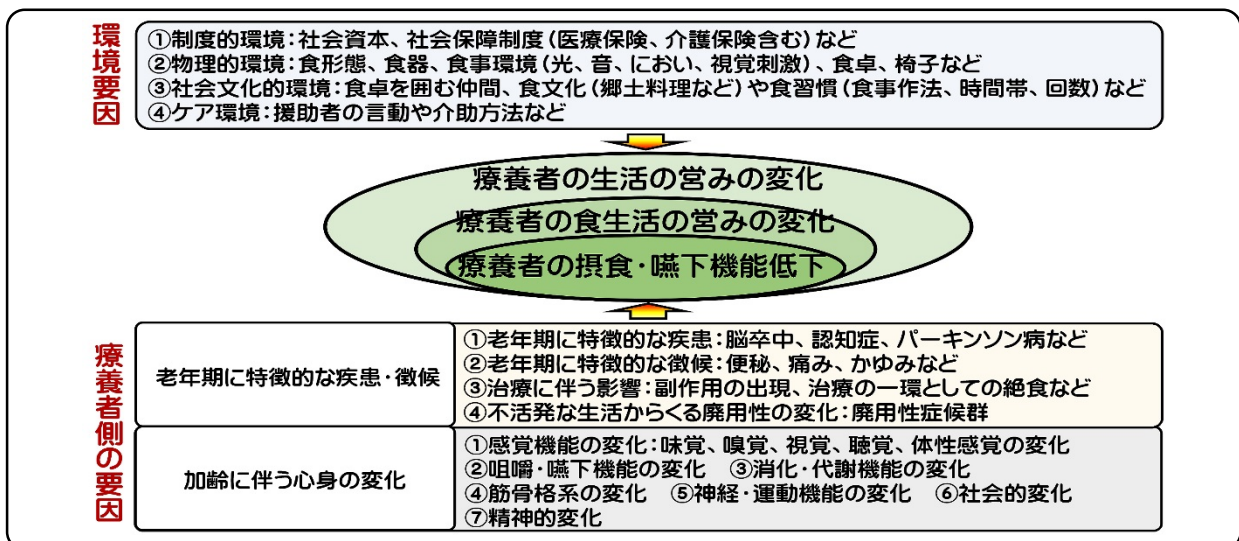 環境要因
①制度的環境：社会資本、社会保障制度（医療保険、介護保険含む）など
②物理的環境：食形態、食器、食事環境（光、音、におい、視覚刺激）、食卓、椅子など
③社会文化的環境：食卓を囲む仲間、食文化（郷土料理など）や食習慣（食事作法、時間帯、回数）など
④ケア環境：援助者の言動や介助方法など
療養者の生活の営みの変化
療養者の食生活の営みの変化
療養者の摂食・嚥下機能低下
療養者側の要因
老年期に特徴的な疾患・徴候
①老年期に特徴的な疾患：脳卒中、認知症、パーキンソン病など
②老年期に特徴的な徴候：便秘、痛み、かゆみなど
③治療に伴う影響：副作用の出現、治療の一環としての絶食など
④不活発な生活からくる廃用性の変化：廃用性症候群
加齢に伴う心身の変化
①感覚機能の変化：味覚、嗅覚、視覚、聴覚、体性感覚の変化
②咀嚼・嚥下機能の変化　③消化・代謝機能の変化
④筋骨格系の変化　⑤神経・運動機能の変化　⑥社会的変化
⑦精神的変化